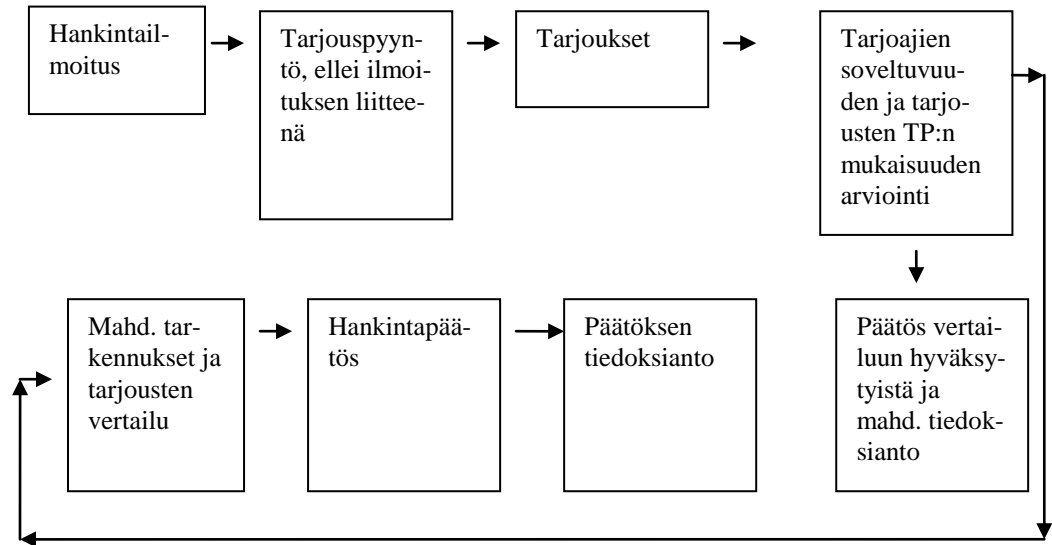 Hankintail-
moitus
Tarjouspyyn-
tö, ellei ilmoi-
tuksen liittee-
nä
Tarjoukset
Tarjoajien
soveltuvuu-
den ja tarjo-
usten TP:n
mukaisuuden
arviointi
Mahd. tar-
kennukset ja
tarjousten
vertailu
Hankintapää-
tös
Päätöksen
tiedoksianto
Päätös vertai-
luun hyväksy-
tyistä ja
mahd. tiedok-
sianto